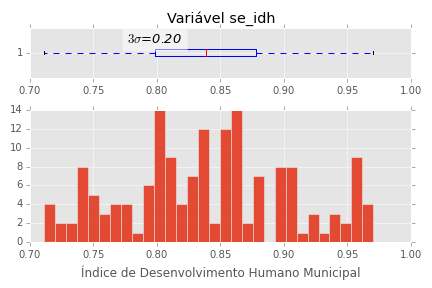 Variável se_idh
3σ=0.20
1
0.70 0.75 0.80 0.85 0.90 0.95 1.00
14
12
10
8
6
4
2
0
0.70 0.75 0.80 0.85 0.90 0.95 1.00
Índice de Desenvolvimento Humano Municipal